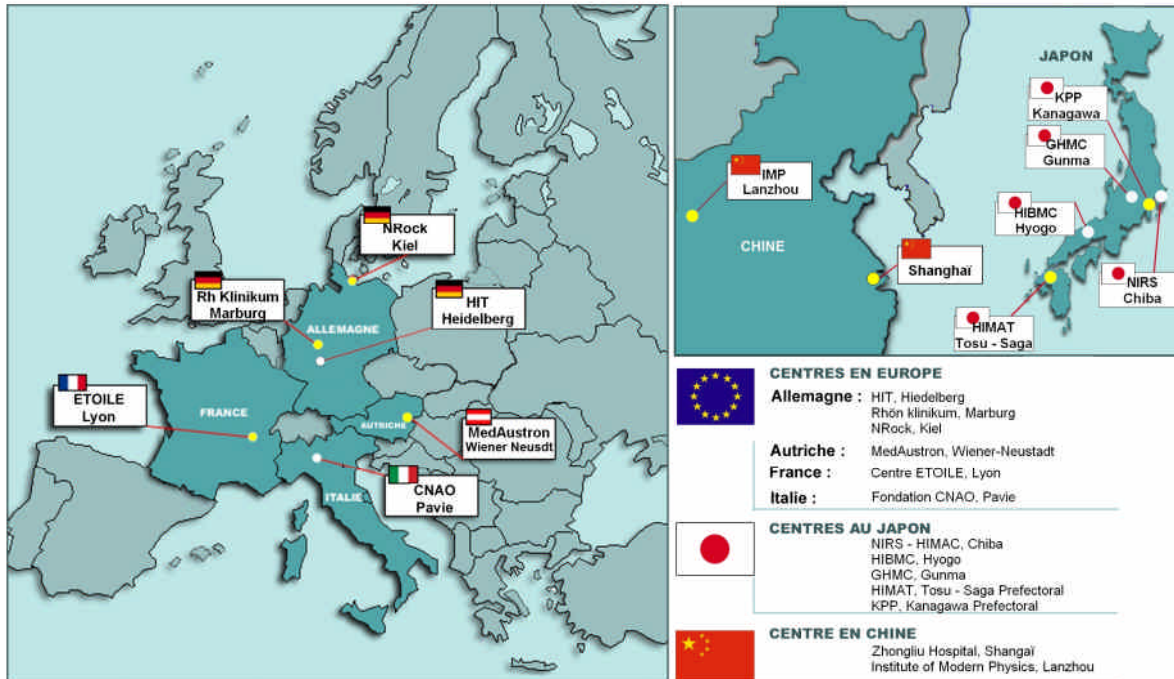 NRock
Kiel
Rh Klinikum
Marburg
HIT
Heidelberg
ALLEMAGNE
ETOILE
Lyon
FRANCE
AUTRICHE
MedAustron
Wiener Neusdt
CNAO
Pavie
ITALIE
JAPON
KPP
Kanagawa
GHMC
Gunma
IMP
Lanzhou
HIBMC
Hyogo
CHINE
Shanghaï
NIRS
Chiba
HIMAT
Tosu - Saga
CENTRES EN EUROPE
Allemagne : HIT, Hiedelberg
Rhön klinikum, Marburg
NRock, Kiel
Autriche : MedAustron, Wiener-Neustadt
France : Centre ETOILE, Lyon
Italie : Fondation CNAO, Pavie
CENTRES AU JAPON
NIRS - HIMAC, Chiba
HIBMC, Hyogo
GHMC, Gunma
HIMAT, Tosu - Saga Prefectoral
KPP, Kanagawa Prefectoral
CENTRE EN CHINE
Zhongliu Hospital, Shangaï
Institute of Modern Physics, Lanzhou